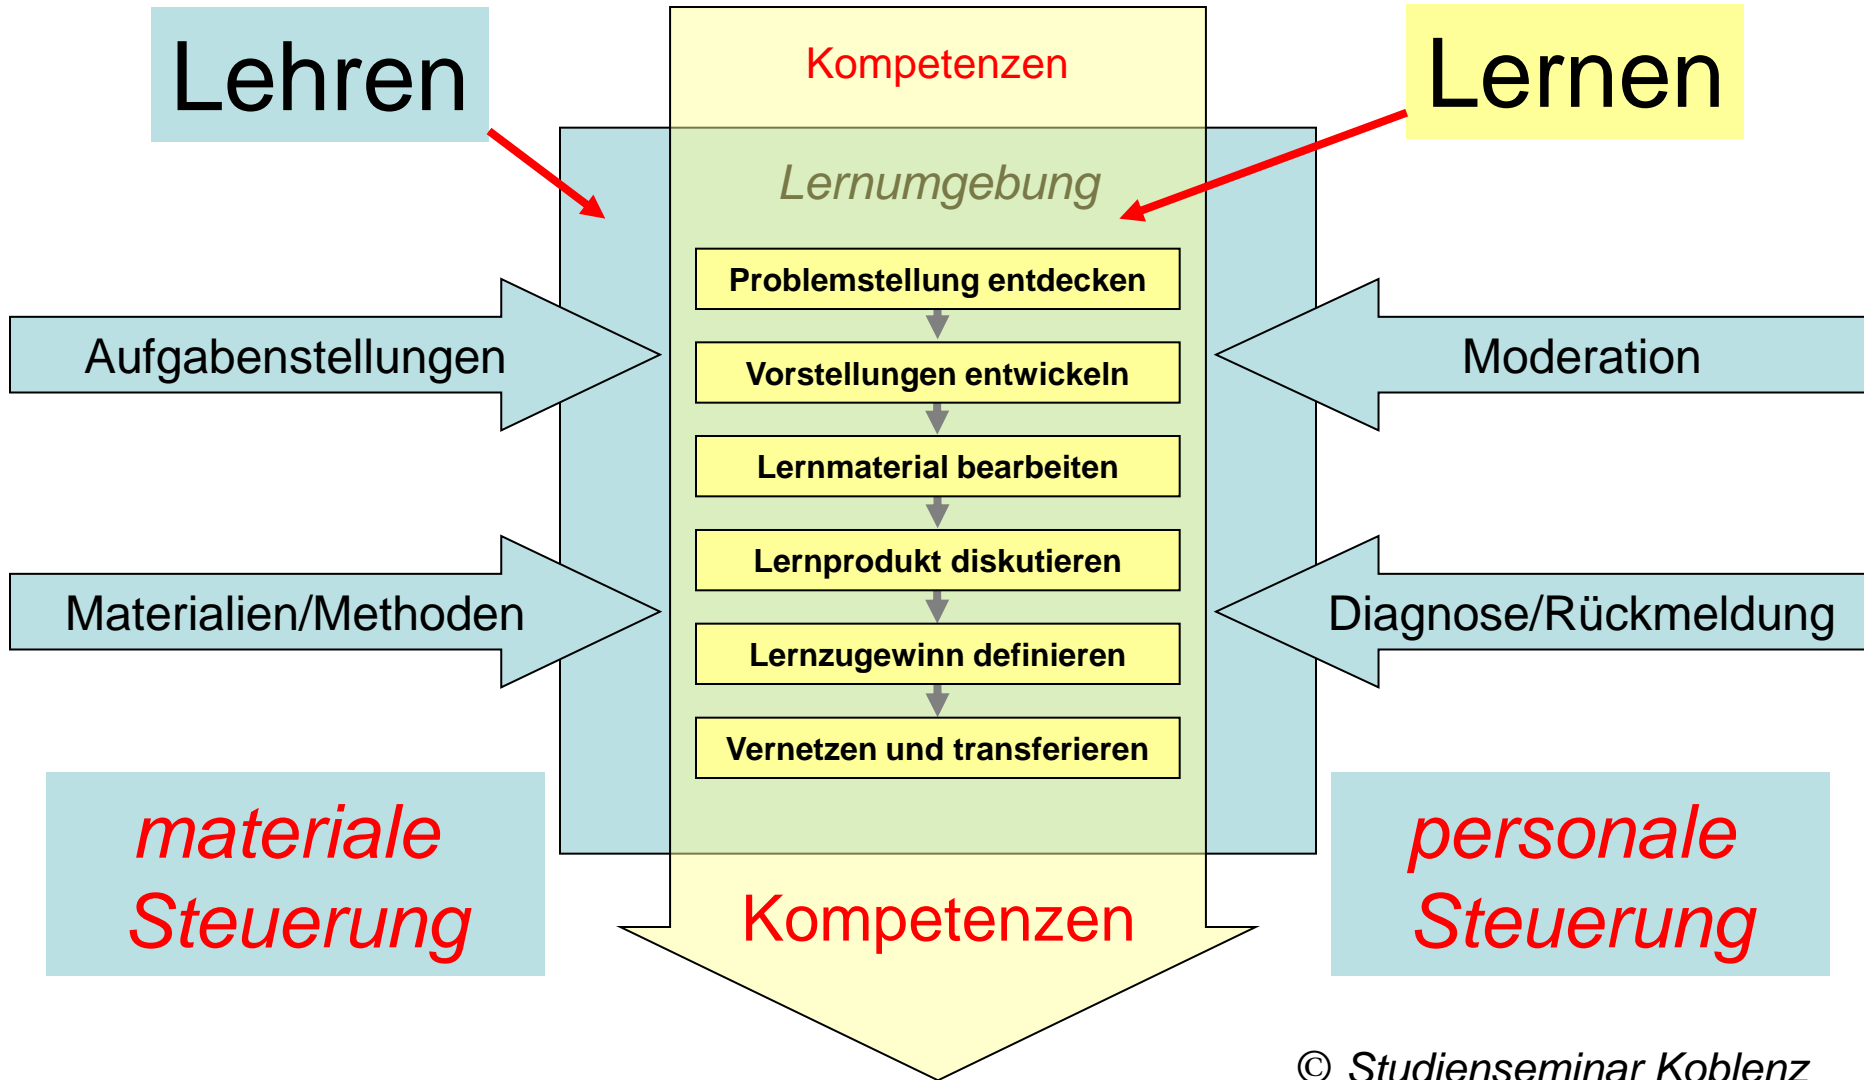 Lehren
Kompetenzen
Lernen
Lernumgebung
Problemstellung entdecken
Aufgabenstellungen
Vorstellungen entwickeln
Moderation
Lernmaterial bearbeiten
Lernprodukt diskutieren
Materialien/Methoden
Diagnose/Rückmeldung
Lernzugewinn definieren
Vernetzen und transferieren
materiale
Steuerung
Kompetenzen
personale
Steuerung
© Studienseminar Koblenz